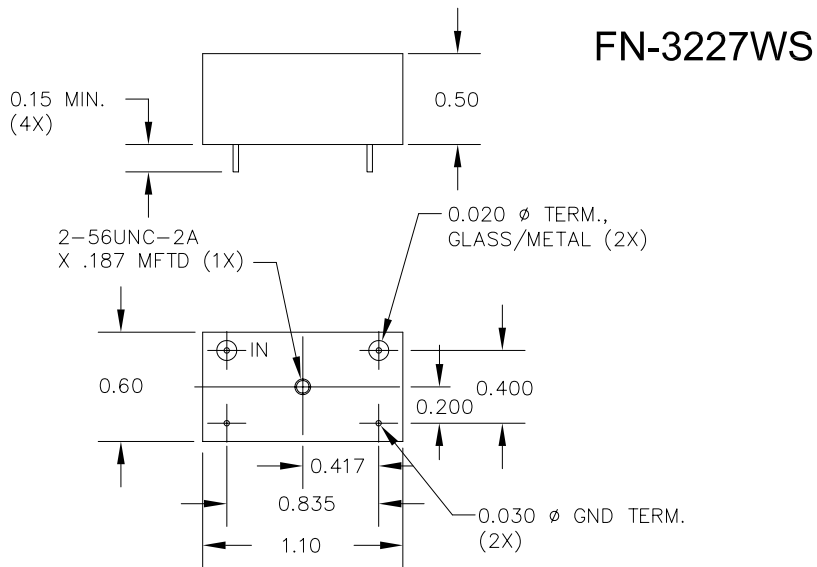 FN-3227WS
0.15 MIN.
(4X)
0.50
2-56UNC-2A
X .187 MFTD (1X)
0.020 ø TERM.,
GLASS/METAL (2X)
IN
0.60
0.400
0.200
0.417
0.835
0.030 ø GND TERM.
(2X)
1.10